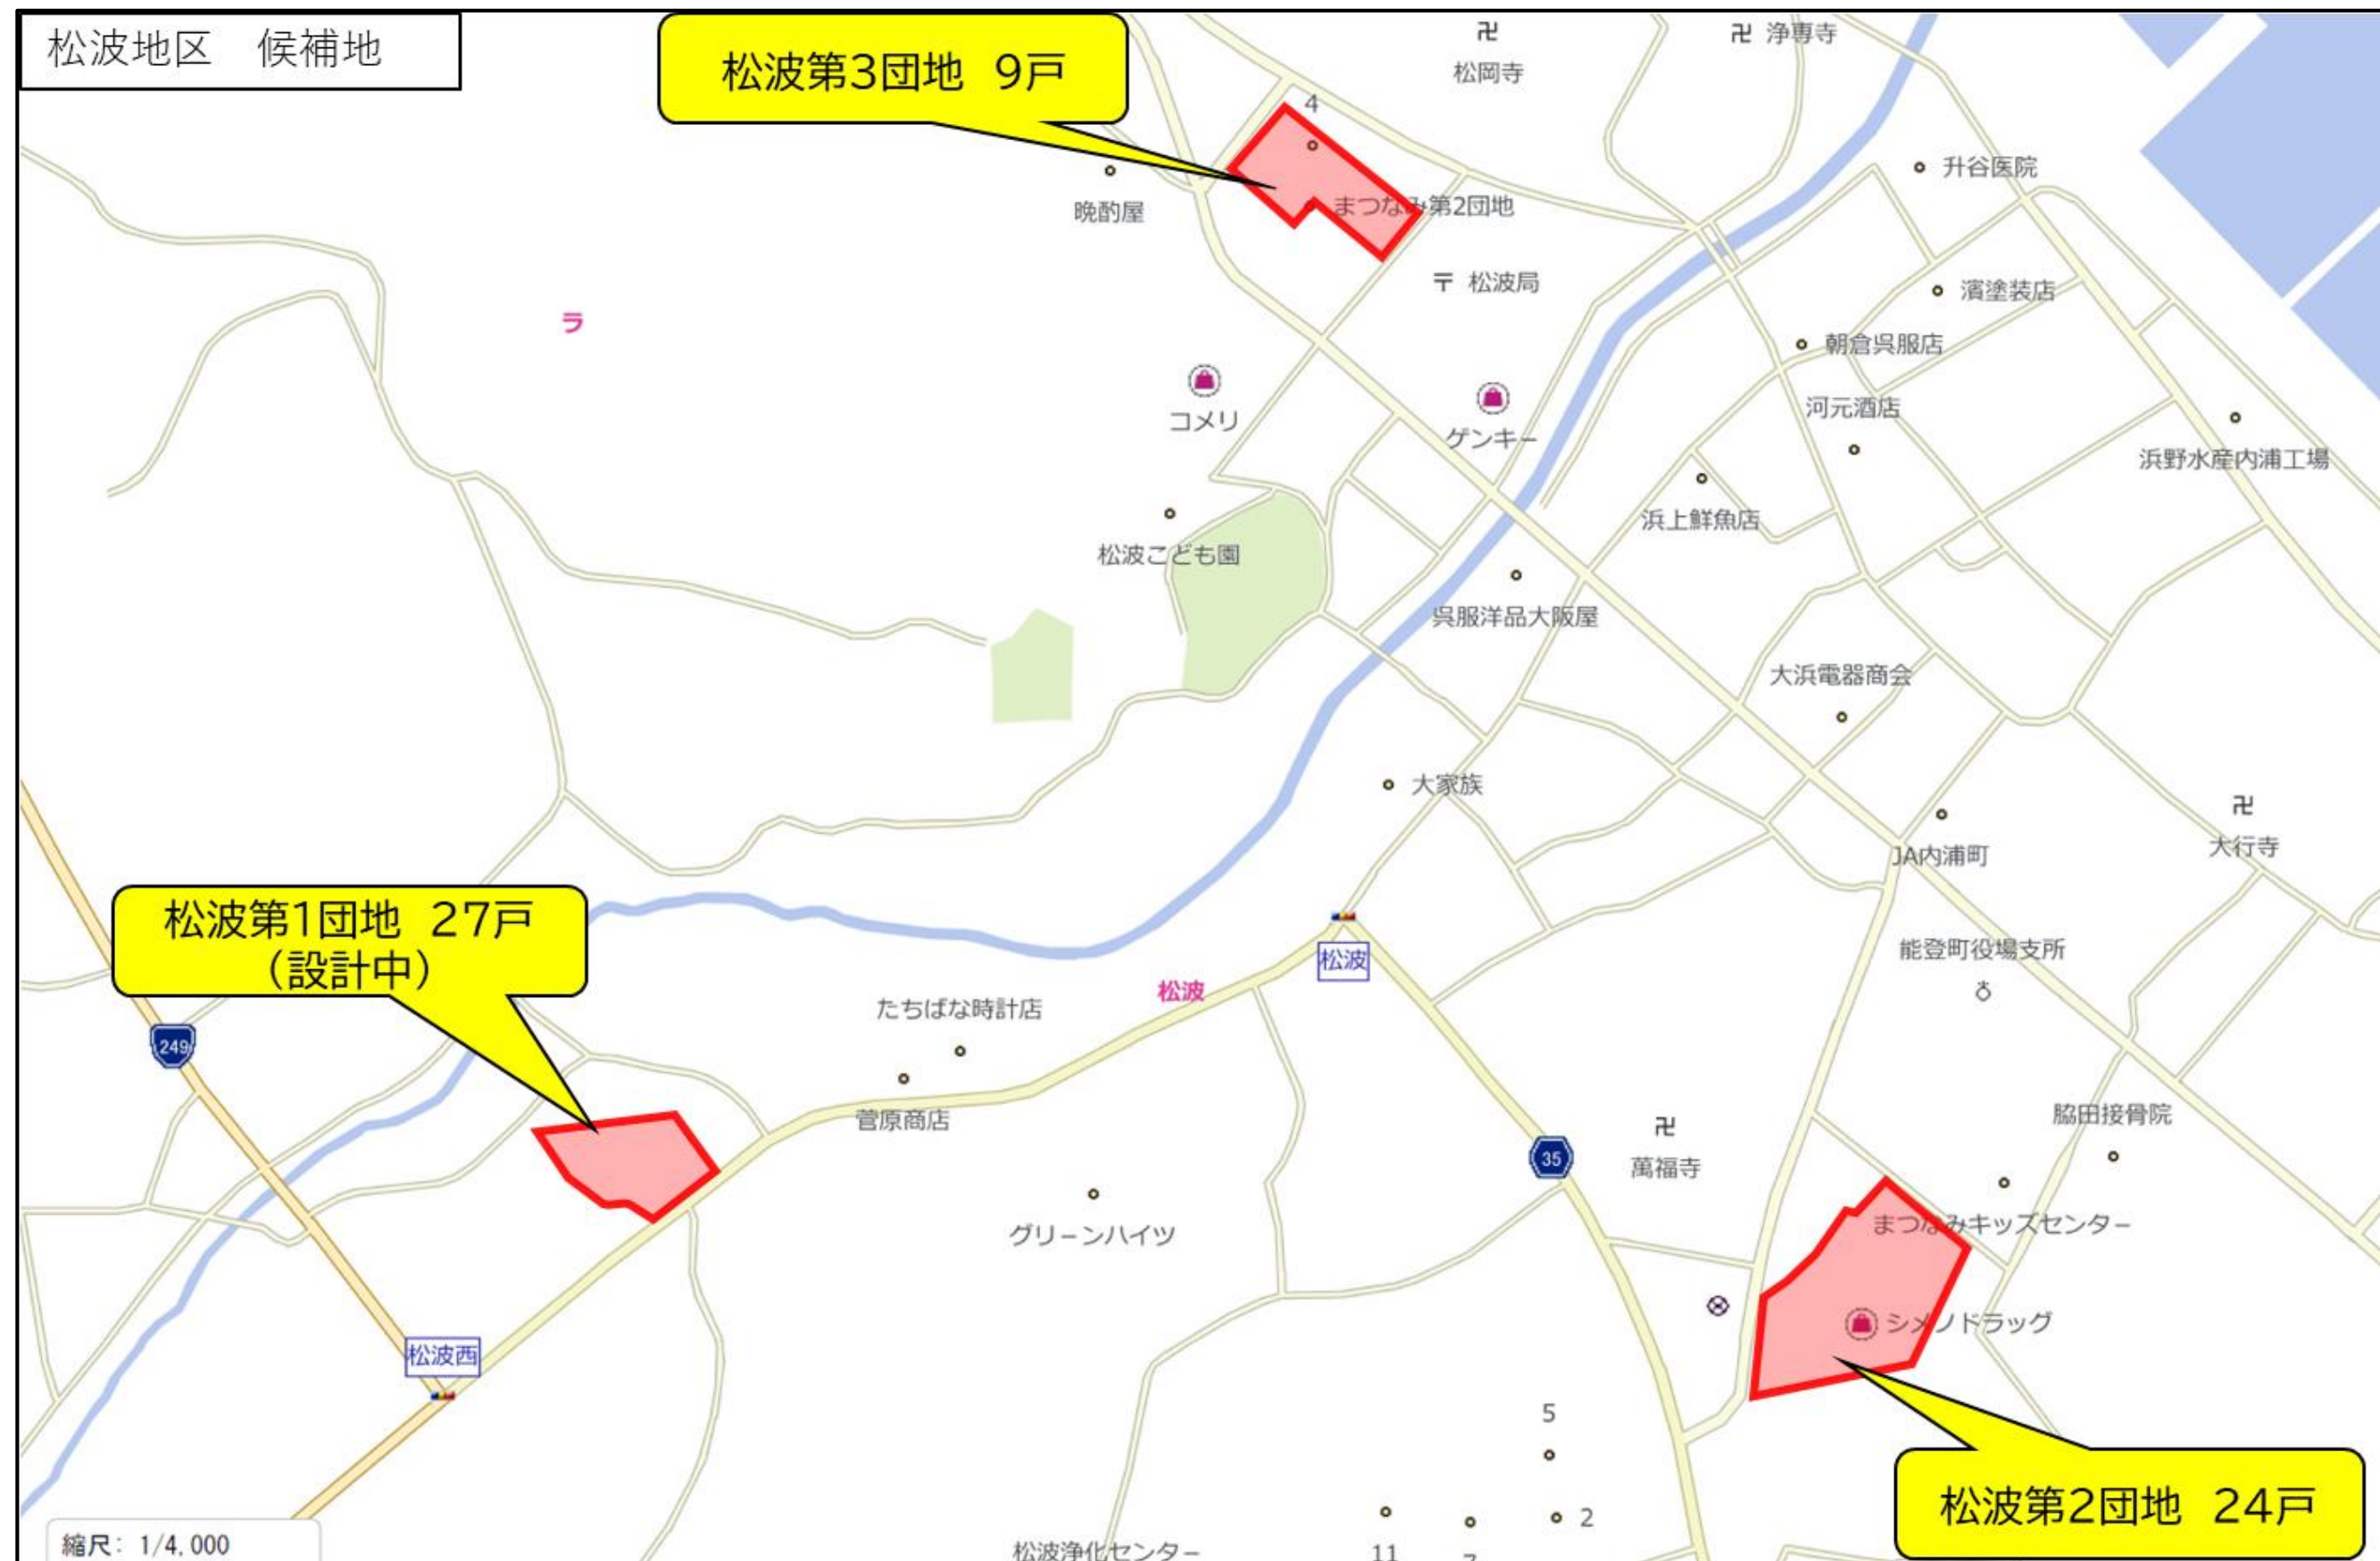 松波地区　候補地
松波第3団地 9戸
松岡寺
浄専寺
4
升谷医院
晩酌屋
まつなみ第2団地
松波局
濱塗装店
ラ
朝倉呉服店
コメリ
ゲンキー
河元酒店
浜野水産内浦工場
浜上鮮魚店
松波こども園
呉服洋品大阪屋
大浜電器商会
大家族
JA内浦町
大行寺
松波第1団地 27戸
（設計中）
能登町役場支所
松波
松波
たちばな時計店
249
菅原商店
脇田接骨院
35
萬福寺
グリーンハイツ
まつなみキッズセンター
シメノドラッグ
松波西
5
松波第2団地 24戸
2
縮尺: 1/4,000
松波浄化センター
11
7